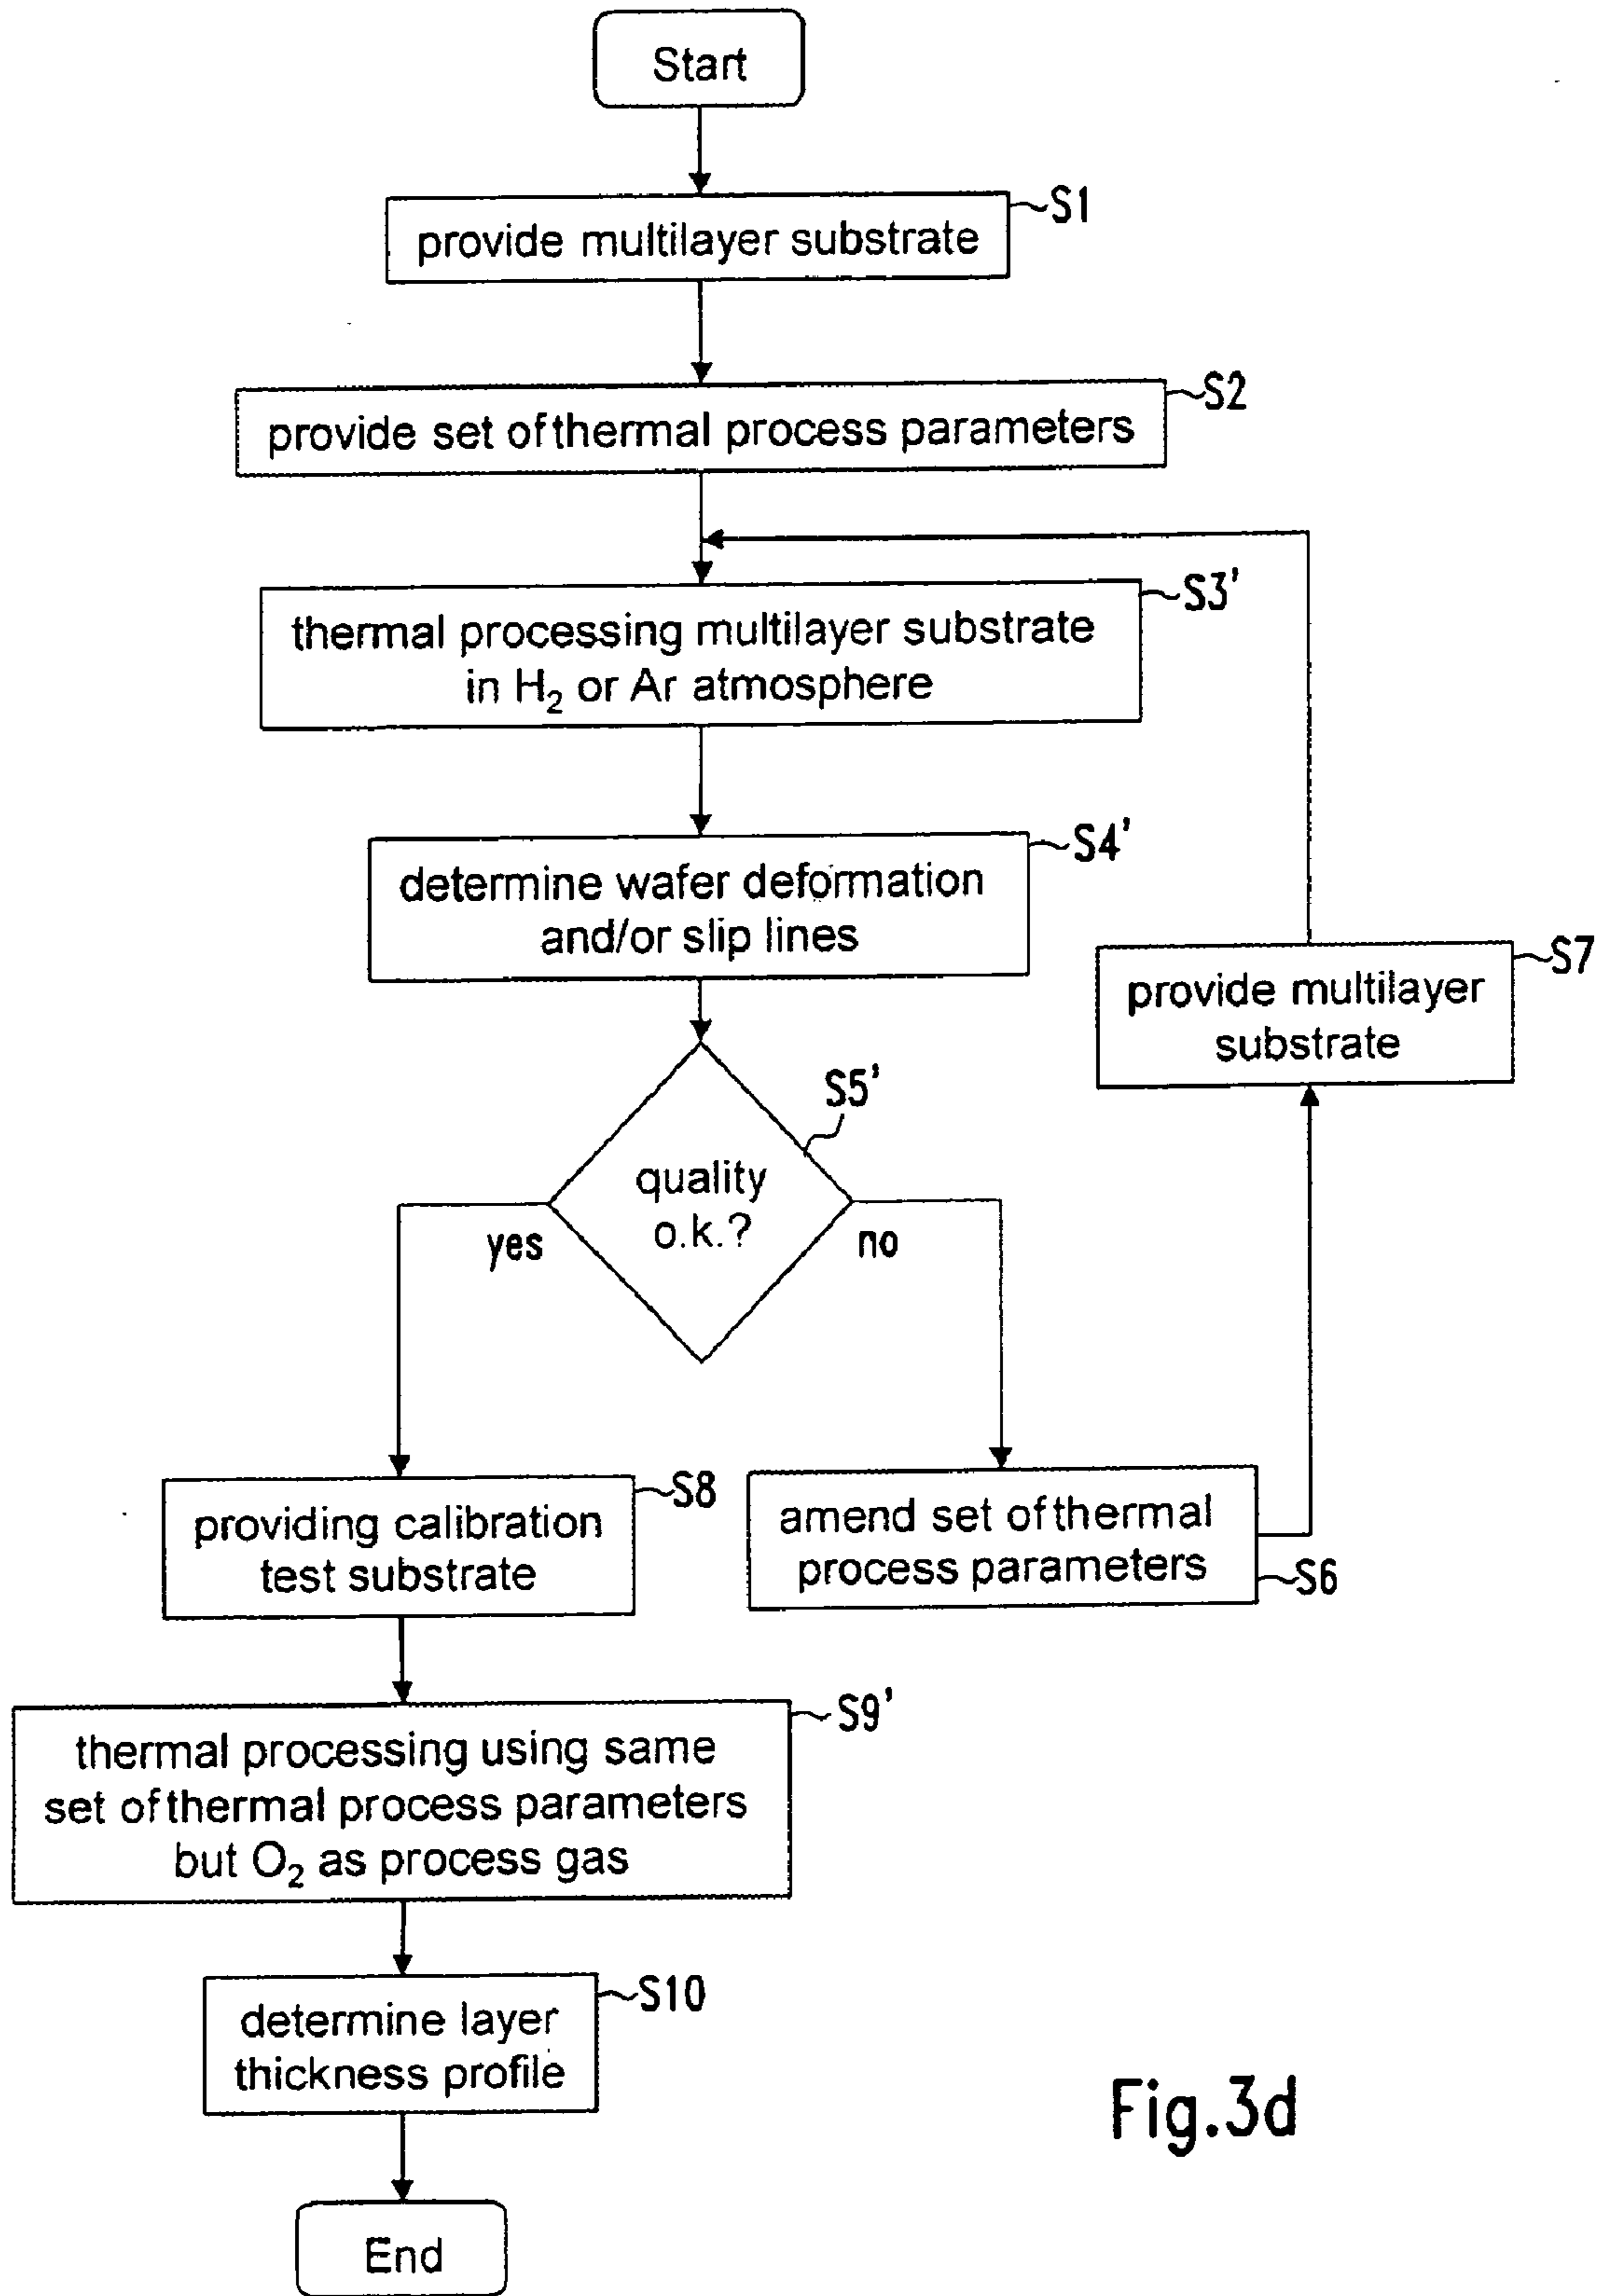 Start
provide multilayer substrate
S1
provide set of thermal process parameters
S2
thermal processing multilayer substrate
in H₂ or Ar atmosphere
S3'
determine wafer deformation
and/or slip lines
S4'
provide multilayer
substrate
S7
quality
o.k.?
S5'
yes
no
providing calibration
test substrate
S8
amend set of thermal
process parameters
S6
thermal processing using same
set of thermal process parameters
but O₂ as process gas
S9'
determine layer
thickness profile
S10
End
Fig.3d